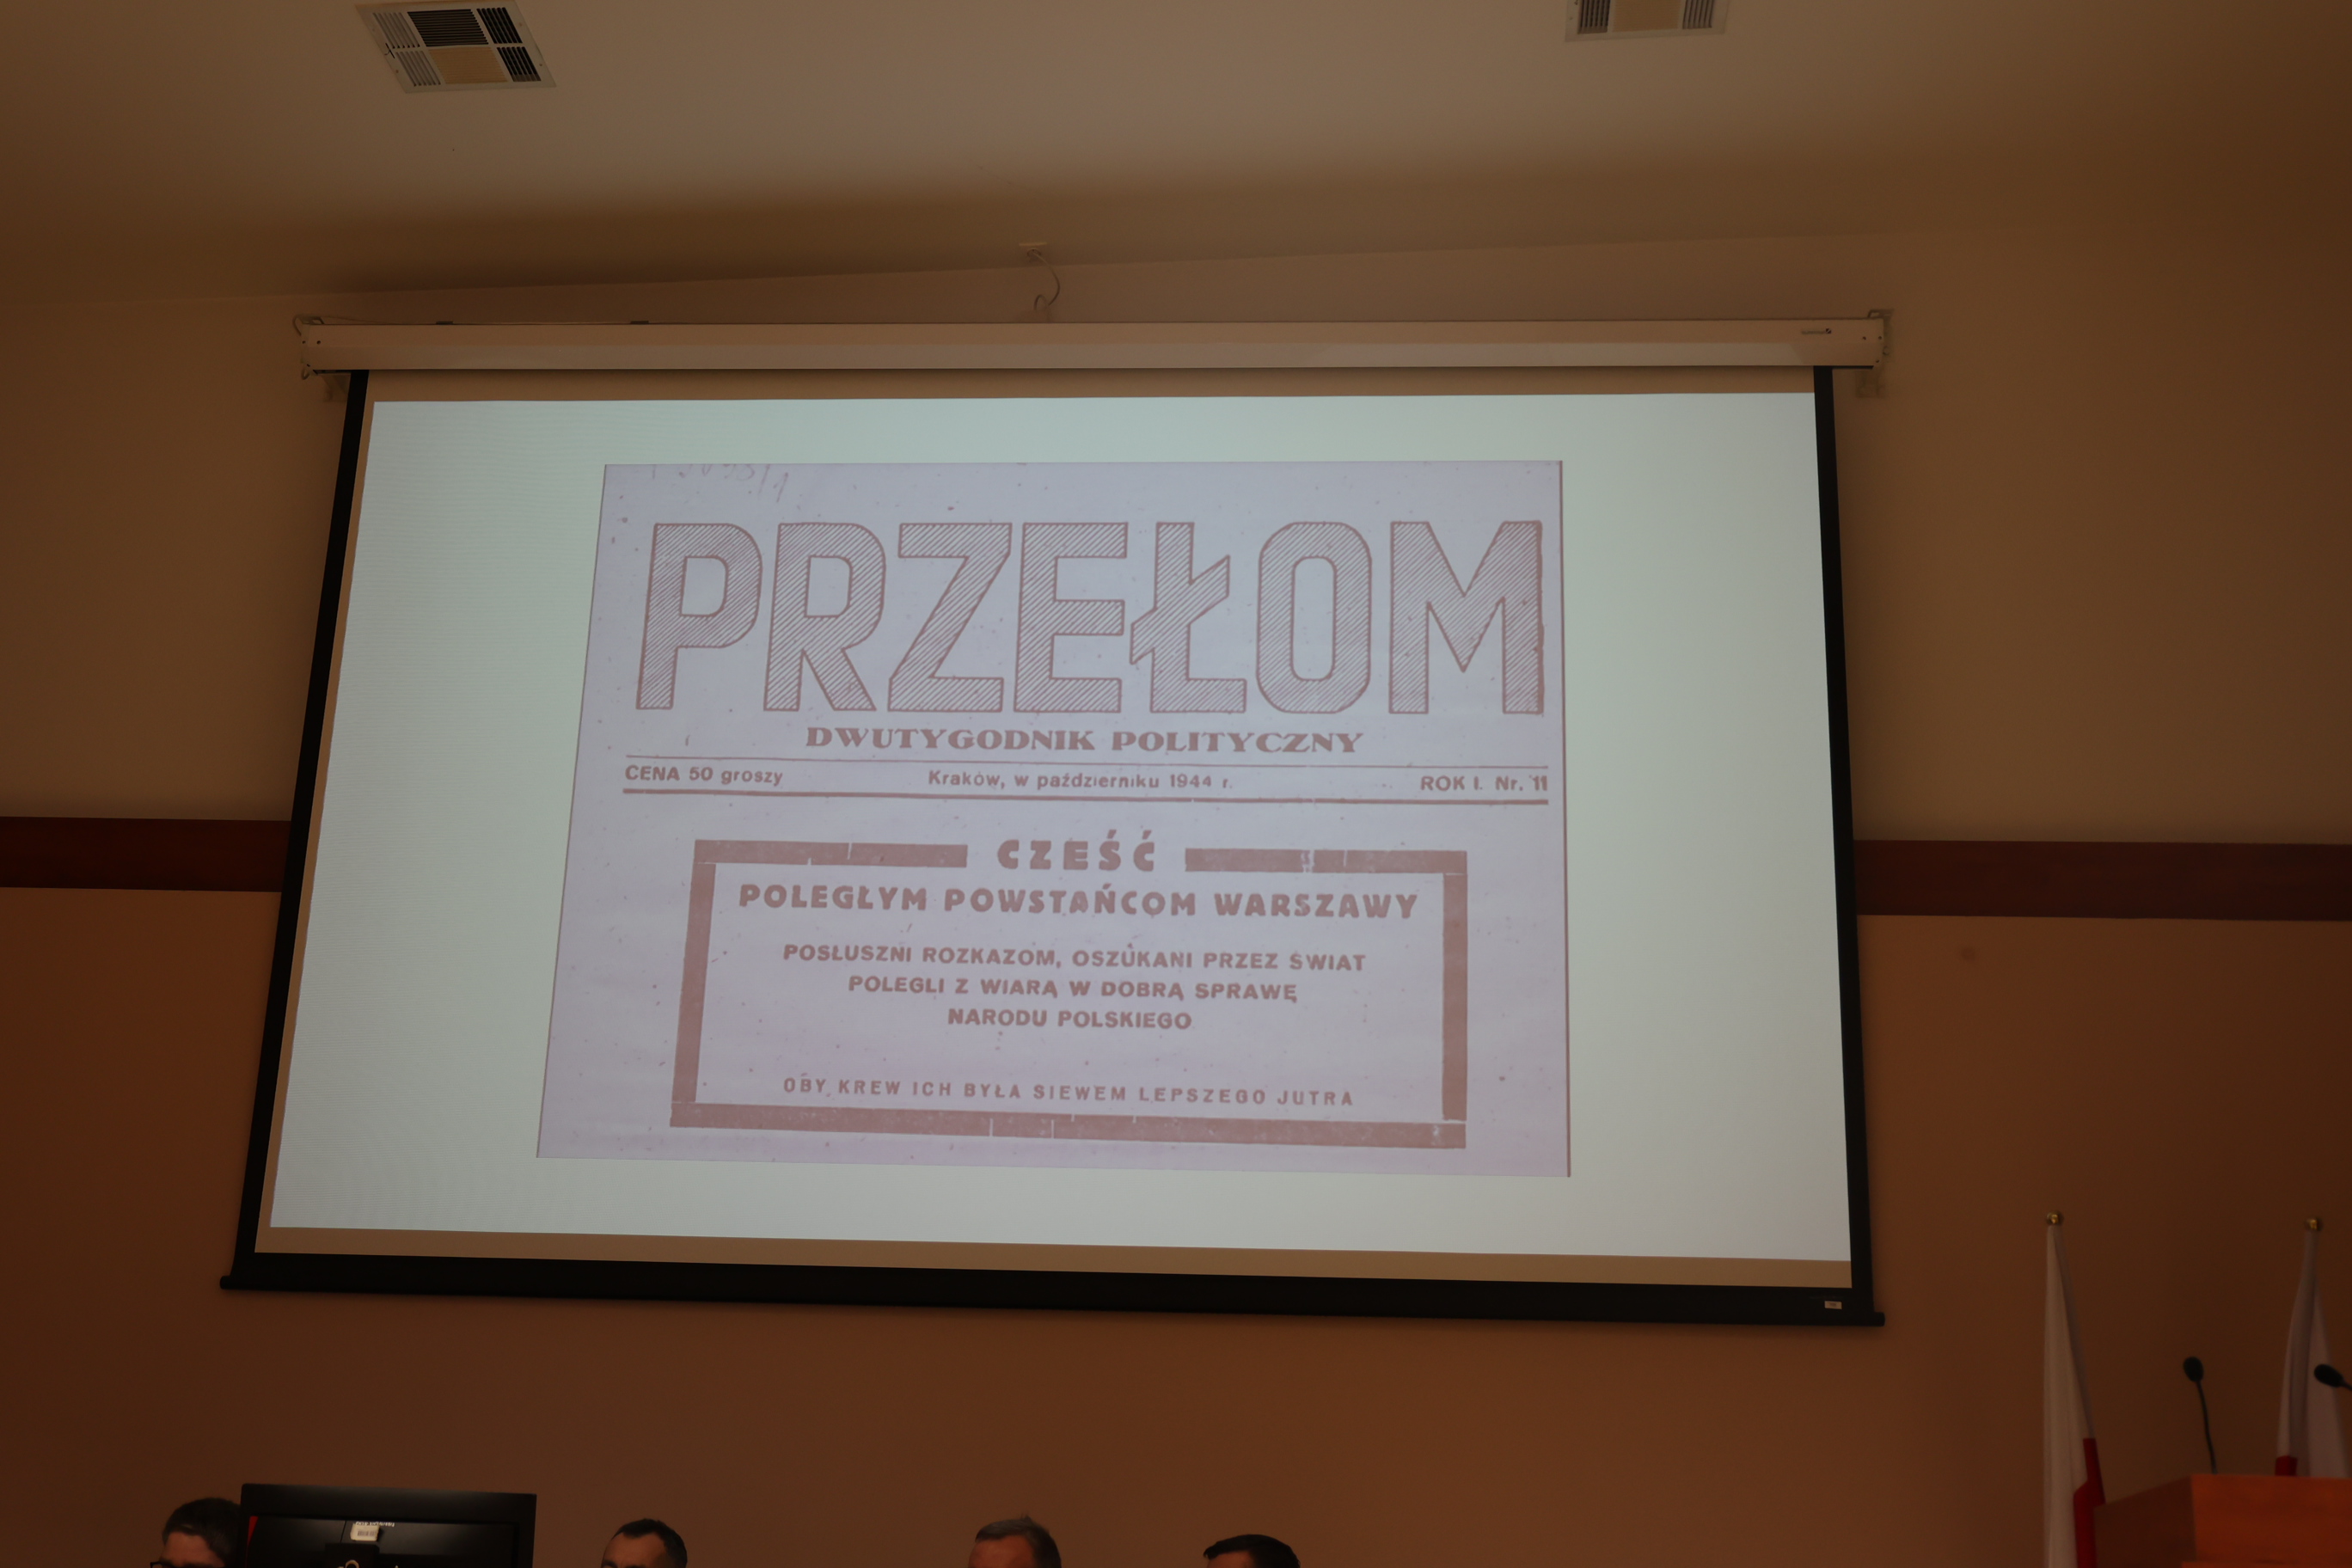 PRZEŁOM
DWUTYGODNIK POLITYCZNY
CENA 50 groszy Kraków, w październiku 1944 r. ROK I. Nr. 11
CZEŚĆ
POLEGŁYM POWSTAŃCOM WARSZAWY
POSŁUSZNI ROZKAZOM, OSZUKANI PRZEZ ŚWIAT
POLEGLI Z WIARĄ W DOBRĄ SPRAWĘ
NARODU POLSKIEGO
OBY KREW ICH BYŁA SIEWEM LEPSZEGO JUTRA